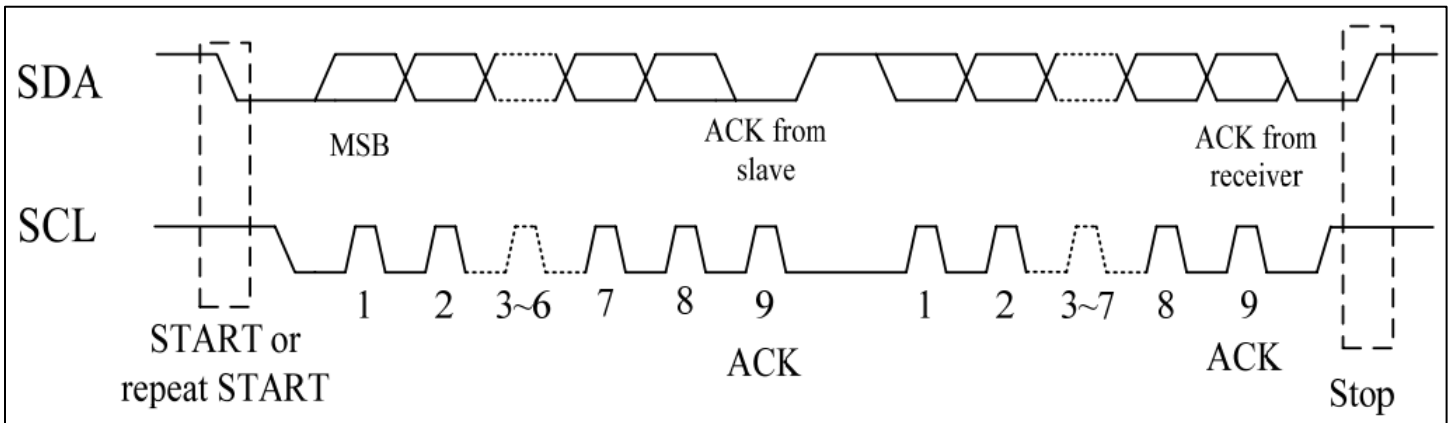 SDA
MSB
ACK from
slave
ACK from
receiver
SCL
1 2 3~6 7 8 9 1 2 3~7 8 9
START or
repeat START
ACK
ACK
Stop